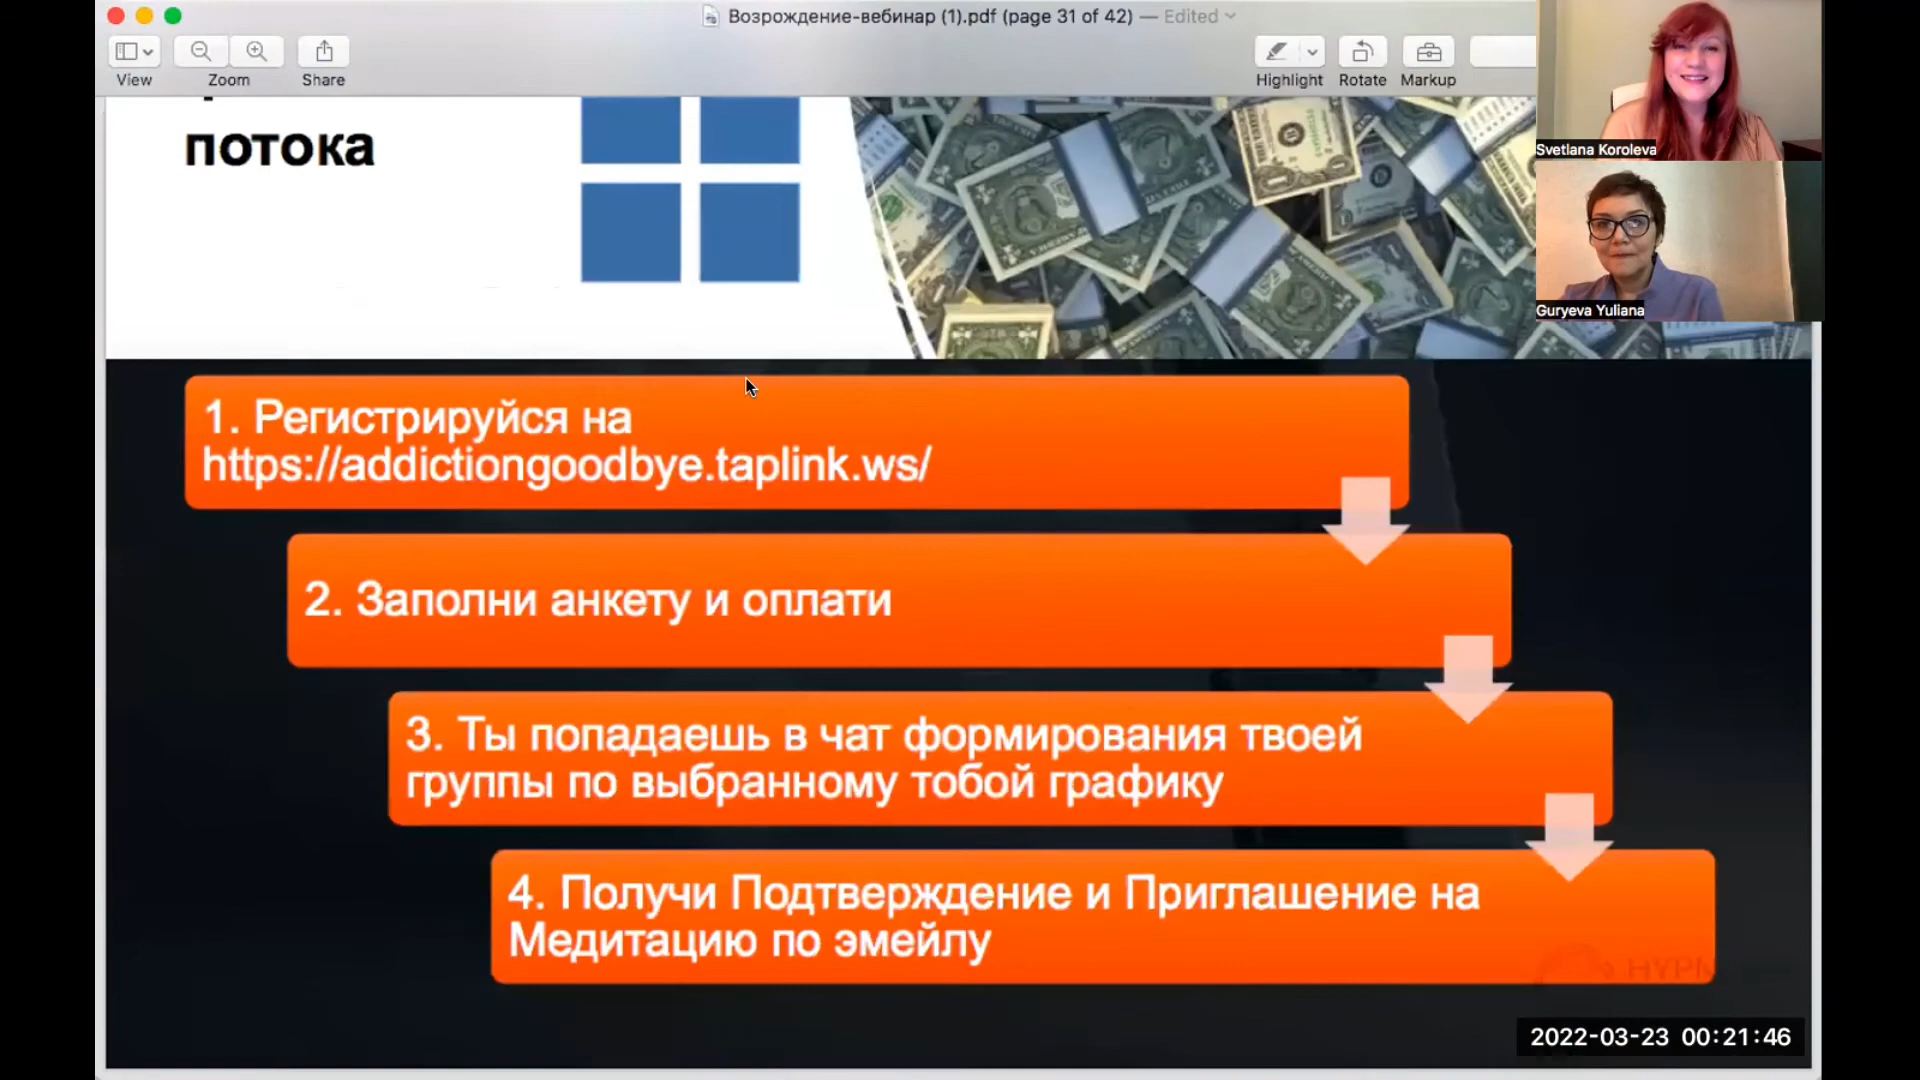 Возрождение-вебинар (1).pdf (page 31 of 42) — Edited
View
Zoom
Share
Highlight
Rotate
Markup
Svetlana Koroleva
Guryeva Yuliana
потока
1. Регистрируйся на
https://addictiongoodbye.taplink.ws/
2. Заполни анкету и оплати
3. Ты попадаешь в чат формирования твоей
группы по выбранному тобой графику
4. Получи Подтверждение и Приглашение на
Медитацию по эмейлу
2022-03-23 00:21:46